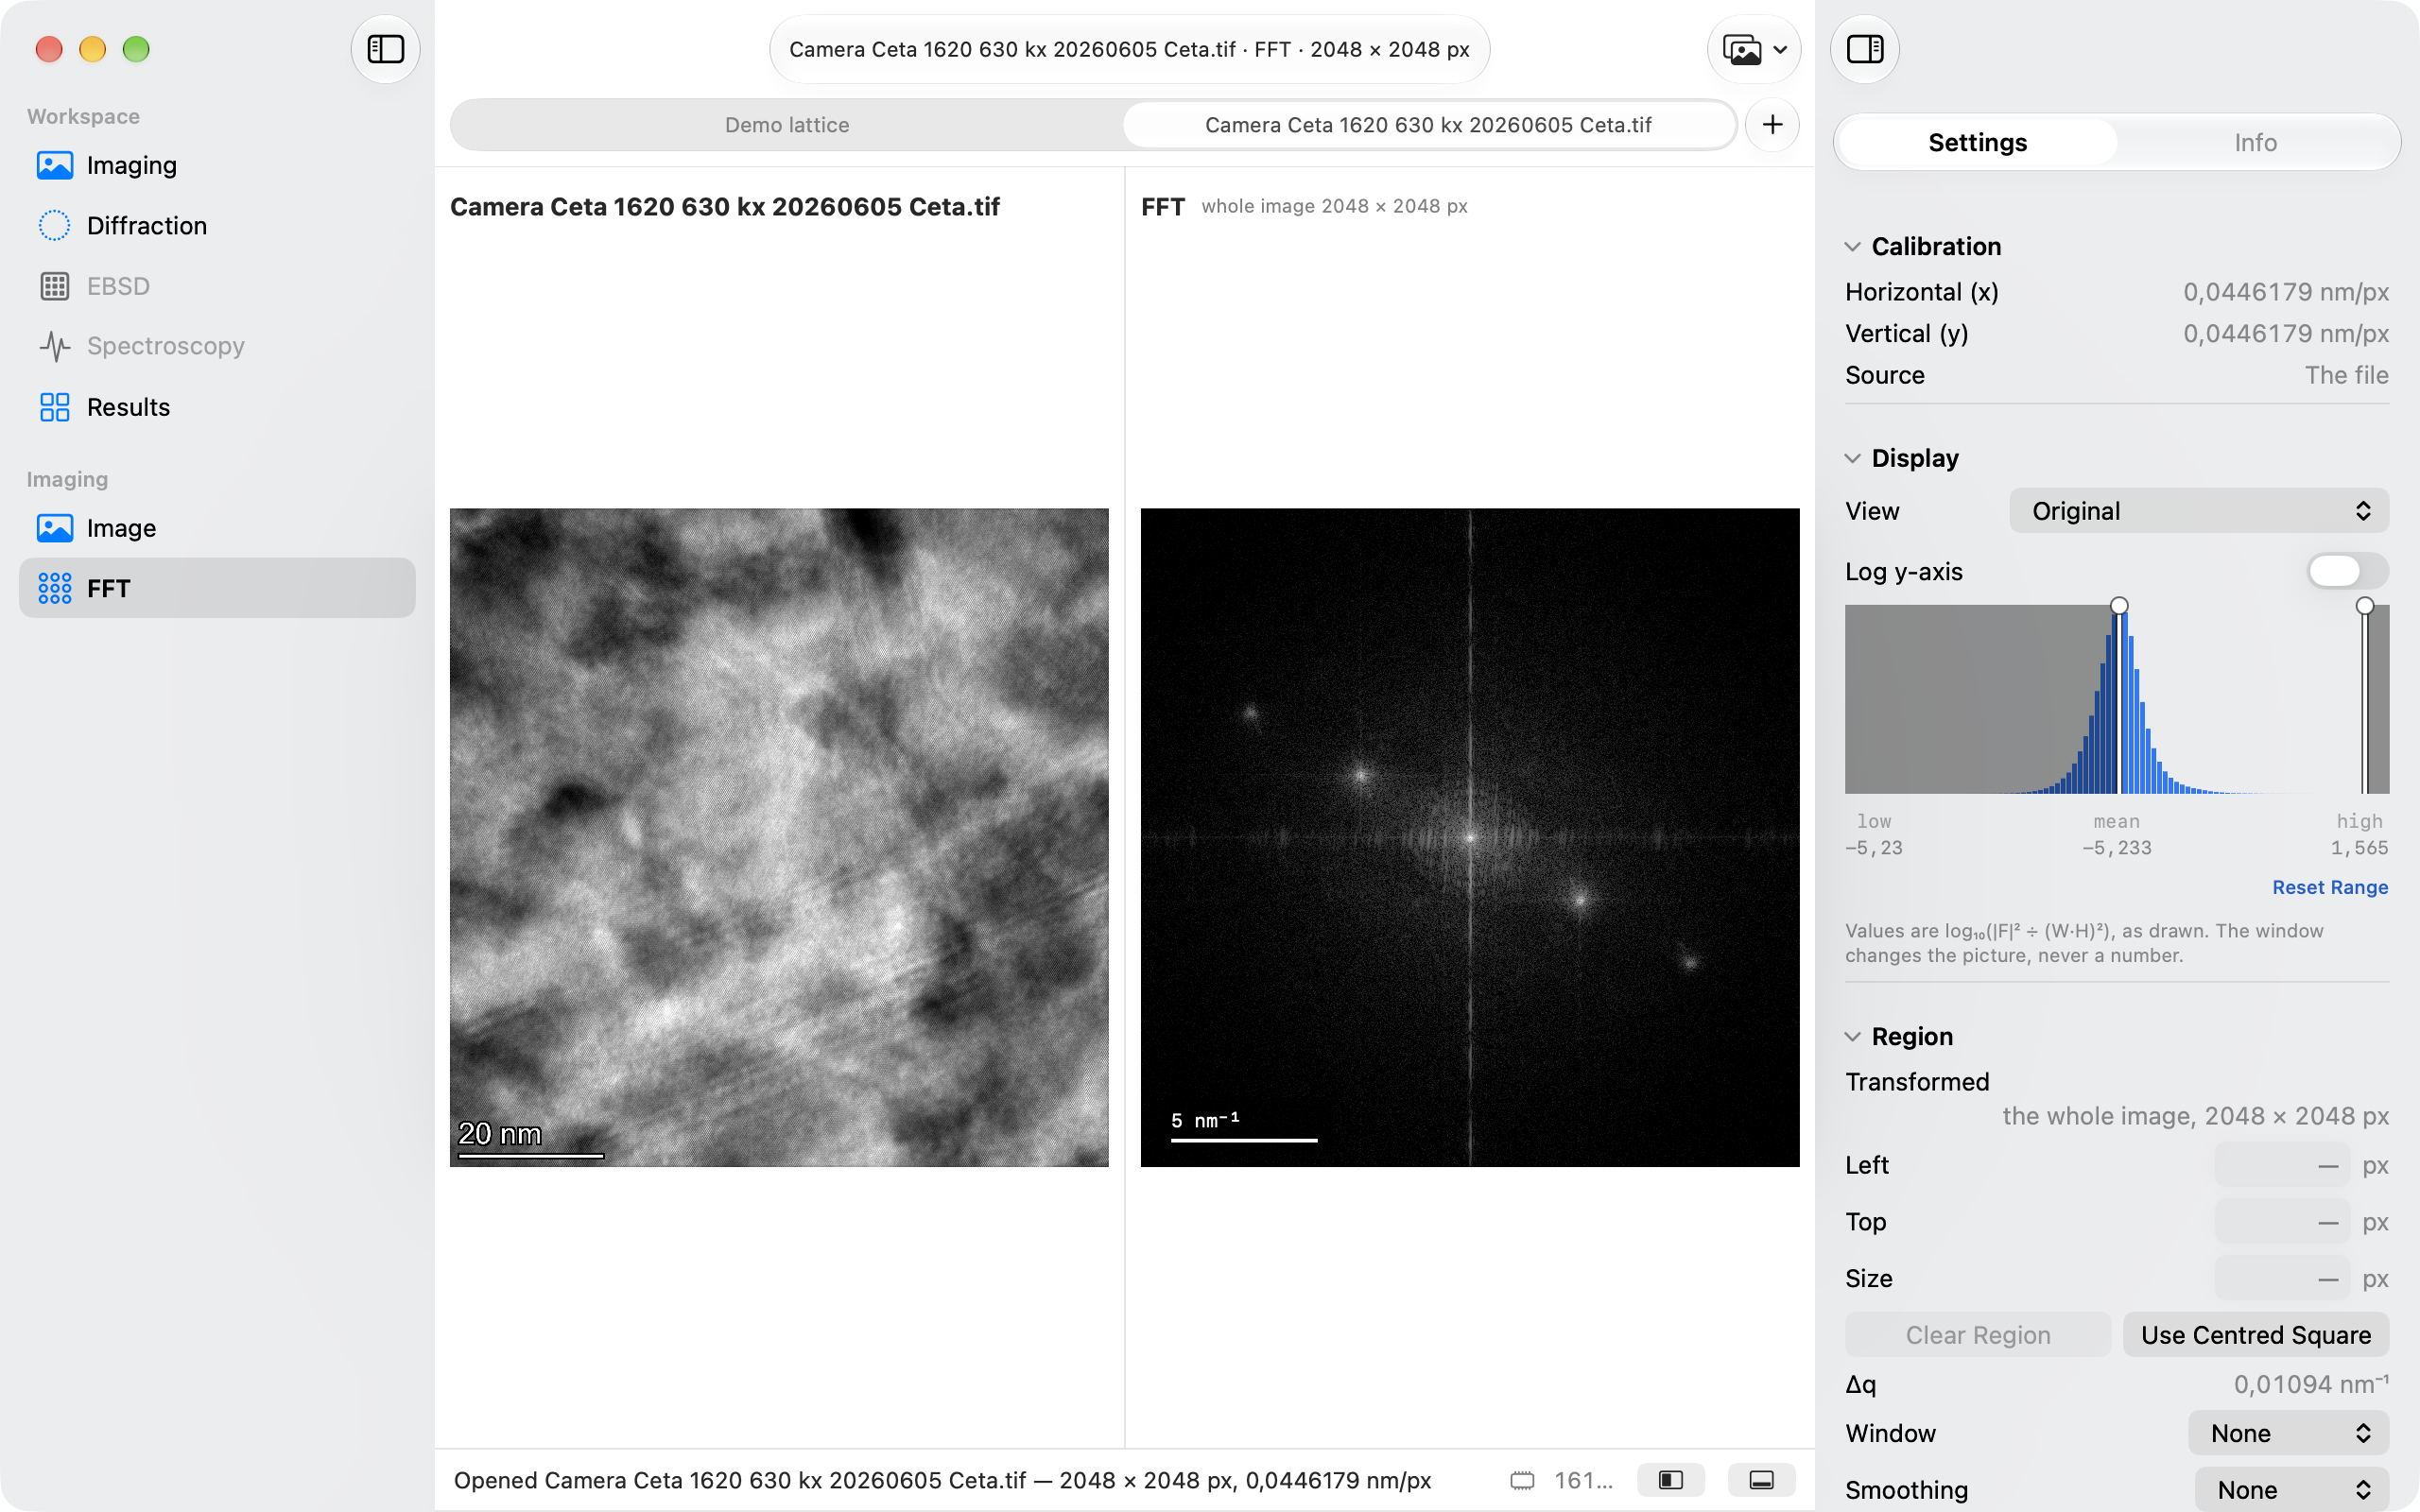 Camera Ceta 1620 630 kx 20260605 Ceta.tif · FFT · 2048 × 2048 px
Workspace
Imaging
Diffraction
EBSD
Spectroscopy
Results
Imaging
Image
FFT
Demo lattice
Camera Ceta 1620 630 kx 20260605 Ceta.tif
Camera Ceta 1620 630 kx 20260605 Ceta.tif
FFT whole image 2048 × 2048 px
20 nm
5 nm⁻¹
Opened Camera Ceta 1620 630 kx 20260605 Ceta.tif — 2048 × 2048 px, 0,0446179 nm/px
161...
Settings
Info
Calibration
Horizontal (x) 0,0446179 nm/px
Vertical (y) 0,0446179 nm/px
Source The file
Display
View Original
Log y-axis
low mean high
−5,23 −5,233 1,565
Reset Range
Values are log₁₀(|F|² ÷ (W·H)²), as drawn. The window
changes the picture, never a number.
Region
Transformed
the whole image, 2048 × 2048 px
Left — px
Top — px
Size — px
Clear Region Use Centred Square
Δq 0,01094 nm⁻¹
Window None
Smoothing None